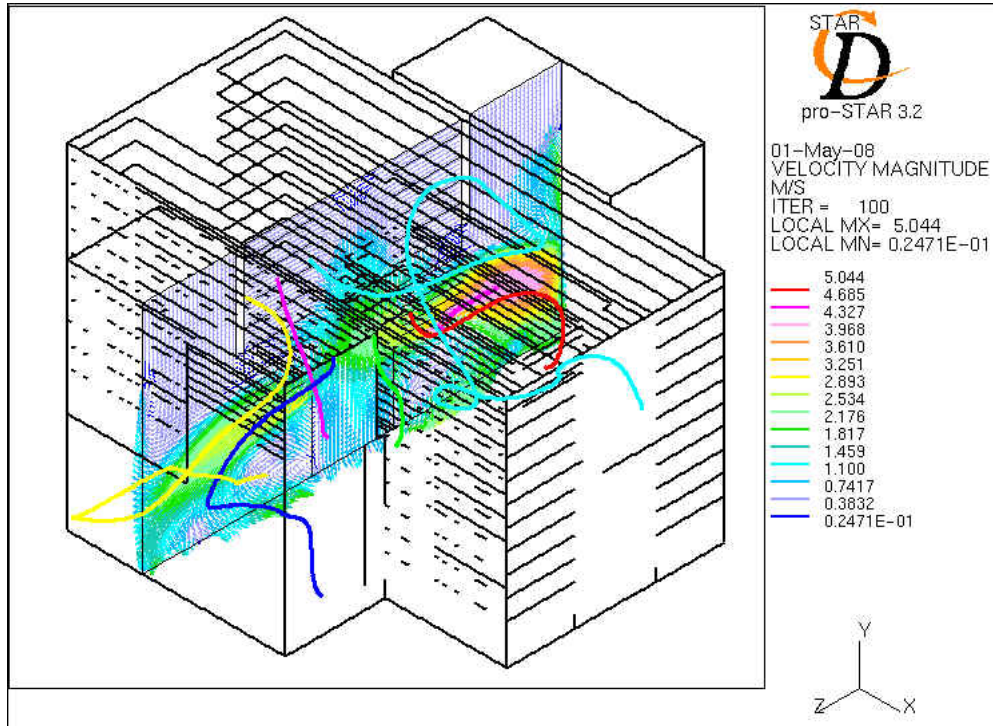 STAR
D
pro-STAR 3.2
01-May-08
VELOCITY MAGNITUDE
M/S
ITER = 100
LOCAL MX= 5.044
LOCAL MN= 0.2471E-01
5.044
4.685
4.327
3.968
3.610
3.251
2.893
2.534
2.176
1.817
1.459
1.100
0.7417
0.3832
0.2471E-01
Y
Z X